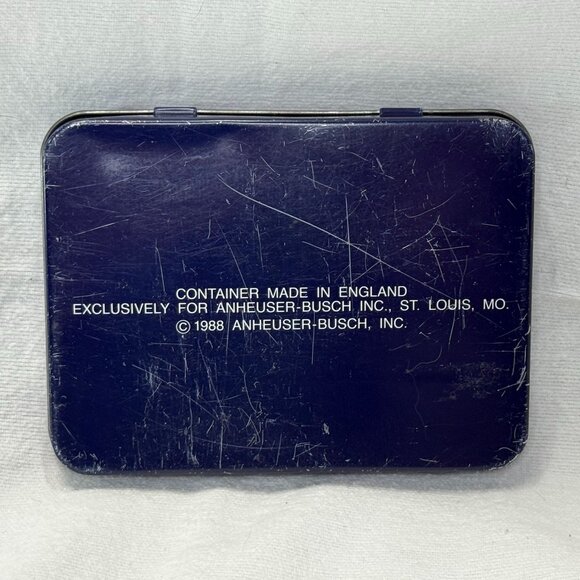 CONTAINER MADE IN ENGLAND
EXCLUSIVELY FOR ANHEUSER-BUSCH INC., ST. LOUIS, MO.
© 1988 ANHEUSER-BUSCH, INC.